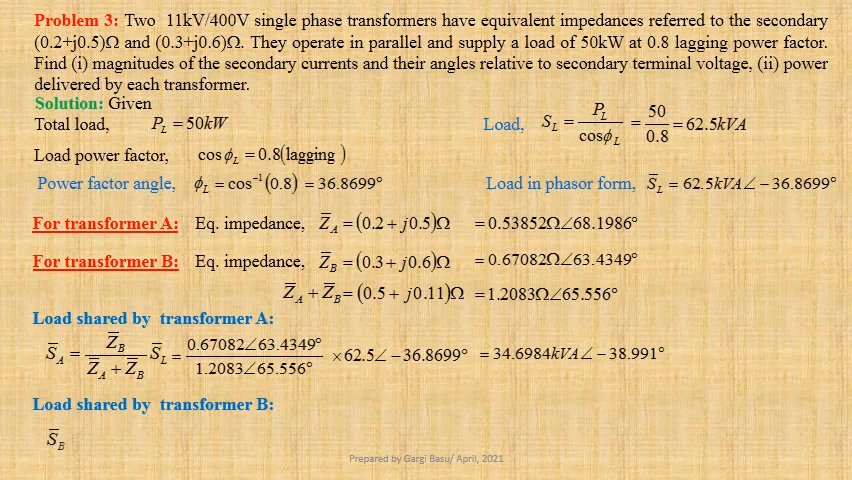 Problem 3: Two 11kV/400V single phase transformers have equivalent impedances referred to the secondary
(0.2+j0.5)Ω and (0.3+j0.6)Ω. They operate in parallel and supply a load of 50kW at 0.8 lagging power factor.
Find (i) magnitudes of the secondary currents and their angles relative to secondary terminal voltage, (ii) power
delivered by each transformer.
Solution: Given
Total load, P_L = 50kW
Load, S_L = P_L / cosϕ_L = 50 / 0.8 = 62.5kVA
Load power factor, cosϕ_L = 0.8(lagging )
Power factor angle, ϕ_L = cos⁻¹(0.8) = 36.8699°
Load in phasor form, S̅_L = 62.5kVA∠−36.8699°
For transformer A: Eq. impedance, Z̅_A = (0.2 + j0.5)Ω = 0.53852Ω∠68.1986°
For transformer B: Eq. impedance, Z̅_B = (0.3 + j0.6)Ω = 0.67082Ω∠63.4349°
Z̅_A + Z̅_B = (0.5 + j0.11)Ω = 1.2083Ω∠65.556°
Load shared by transformer A:
S̅_A = Z̅_B / (Z̅_A + Z̅_B) S̅_L = 0.67082∠63.4349° / 1.2083∠65.556° ×62.5∠−36.8699° = 34.6984kVA∠−38.991°
Load shared by transformer B:
S̅_B
Prepared by Gargi Basu/ April, 2021